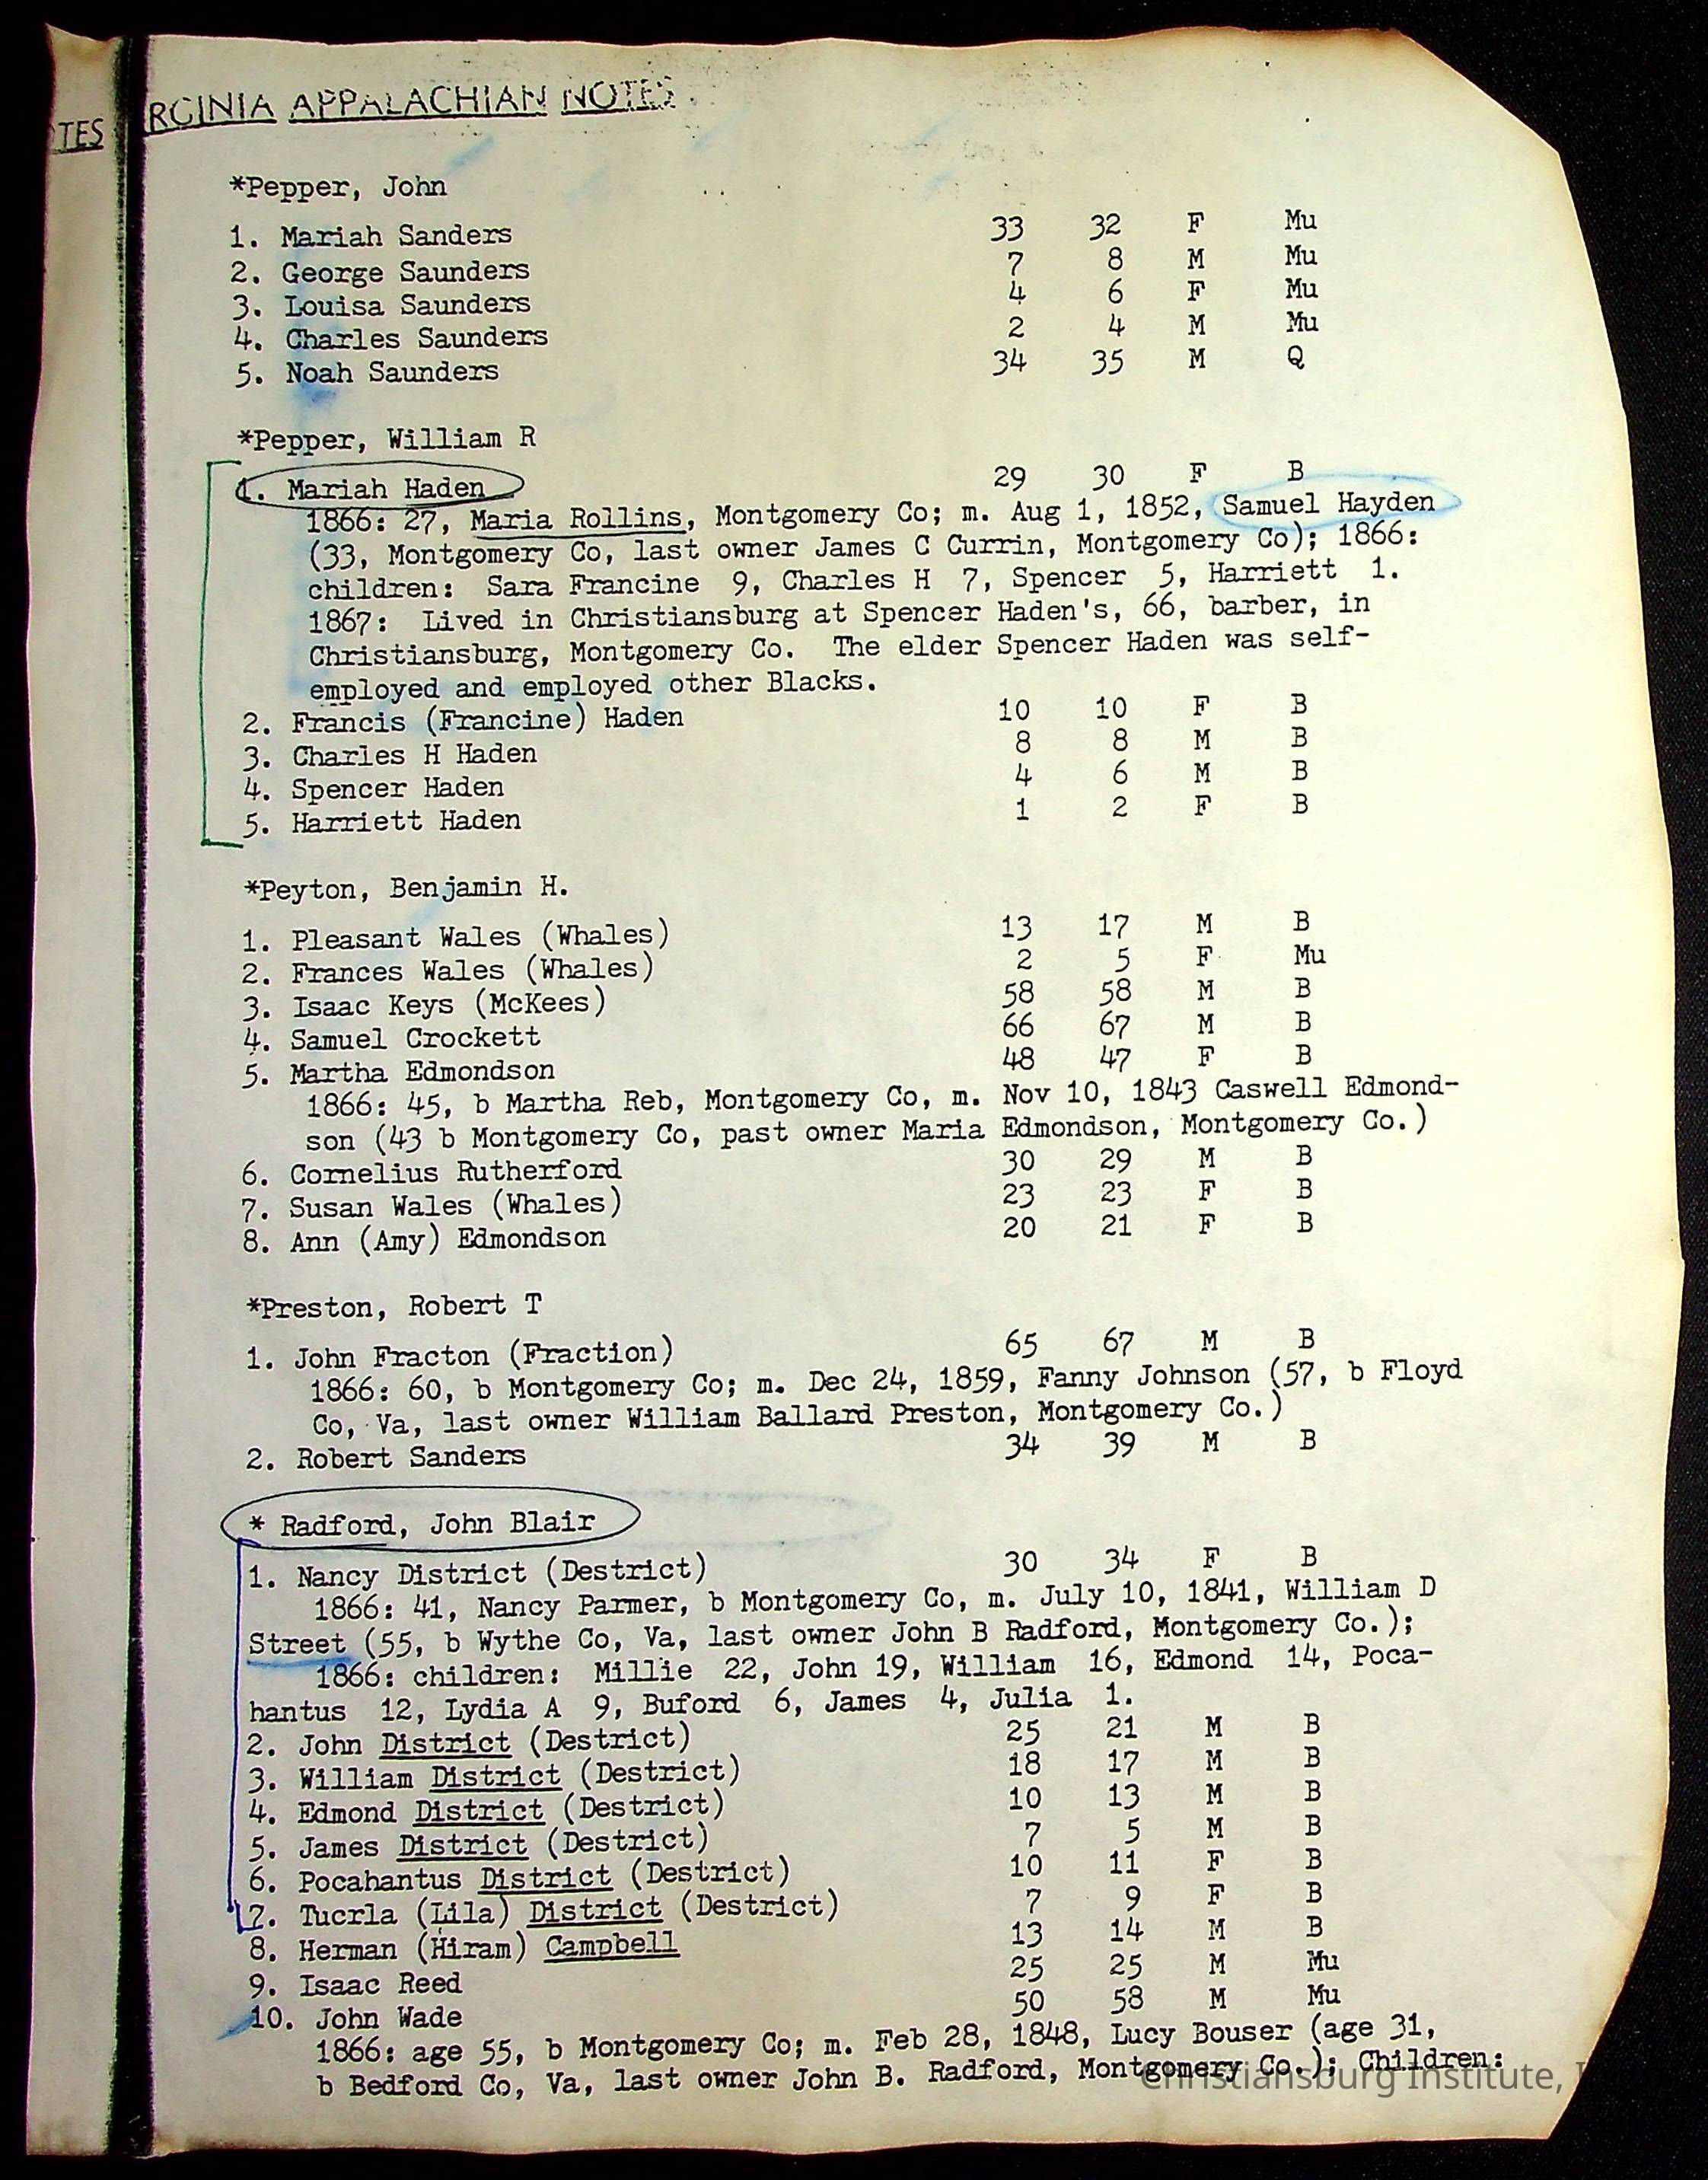 TES
RGINIA APPALACHIAN NOTES
*Pepper, John
1. Mariah Sanders 33 32 F Mu
2. George Saunders 7 8 M Mu
3. Louisa Saunders 4 6 F Mu
4. Charles Saunders 2 4 M Mu
5. Noah Saunders 34 35 M Q
*Pepper, William R
1. Mariah Haden 29 30 F B
1866: 27, Maria Rollins, Montgomery Co; m. Aug 1, 1852, Samuel Hayden
(33, Montgomery Co, last owner James C Currin, Montgomery Co); 1866:
children: Sara Francine 9, Charles H 7, Spencer 5, Harriett 1.
1867: Lived in Christiansburg at Spencer Haden's, 66, barber, in
Christiansburg, Montgomery Co. The elder Spencer Haden was self-
employed and employed other Blacks.
2. Francis (Francine) Haden 10 10 F B
3. Charles H Haden 8 8 M B
4. Spencer Haden 4 6 M B
5. Harriett Haden 1 2 F B
*Peyton, Benjamin H.
1. Pleasant Wales (Whales) 13 17 M B
2. Frances Wales (Whales) 2 5 F Mu
3. Isaac Keys (McKees) 58 58 M B
4. Samuel Crockett 66 67 M B
5. Martha Edmondson 48 47 F B
1866: 45, b Martha Reb, Montgomery Co, m. Nov 10, 1843 Caswell Edmond-
son (43 b Montgomery Co, past owner Maria Edmondson, Montgomery Co.)
6. Cornelius Rutherford 30 29 M B
7. Susan Wales (Whales) 23 23 F B
8. Ann (Amy) Edmondson 20 21 F B
*Preston, Robert T
1. John Fracton (Fraction) 65 67 M B
1866: 60, b Montgomery Co; m. Dec 24, 1859, Fanny Johnson (57, b Floyd
Co, Va, last owner William Ballard Preston, Montgomery Co.)
2. Robert Sanders 34 39 M B
* Radford, John Blair
1. Nancy District (Destrict) 30 34 F B
1866: 41, Nancy Parmer, b Montgomery Co, m. July 10, 1841, William D
Street (55, b Wythe Co, Va, last owner John B Radford, Montgomery Co.);
1866: children: Millie 22, John 19, William 16, Edmond 14, Poca-
hantus 12, Lydia A 9, Buford 6, James 4, Julia 1.
2. John District (Destrict) 25 21 M B
3. William District (Destrict) 18 17 M B
4. Edmond District (Destrict) 10 13 M B
5. James District (Destrict) 7 5 M B
6. Pocahantus District (Destrict) 10 11 F B
7. Tucrla (Lila) District (Destrict) 7 9 F B
8. Herman (Hiram) Campbell 13 14 M B
9. Isaac Reed 25 25 M Mu
10. John Wade 50 58 M Mu
1866: age 55, b Montgomery Co; m. Feb 28, 1848, Lucy Bouser (age 31,
b Bedford Co, Va, last owner John B. Radford, Montgomery Co.); Children:
Christiansburg Institute,